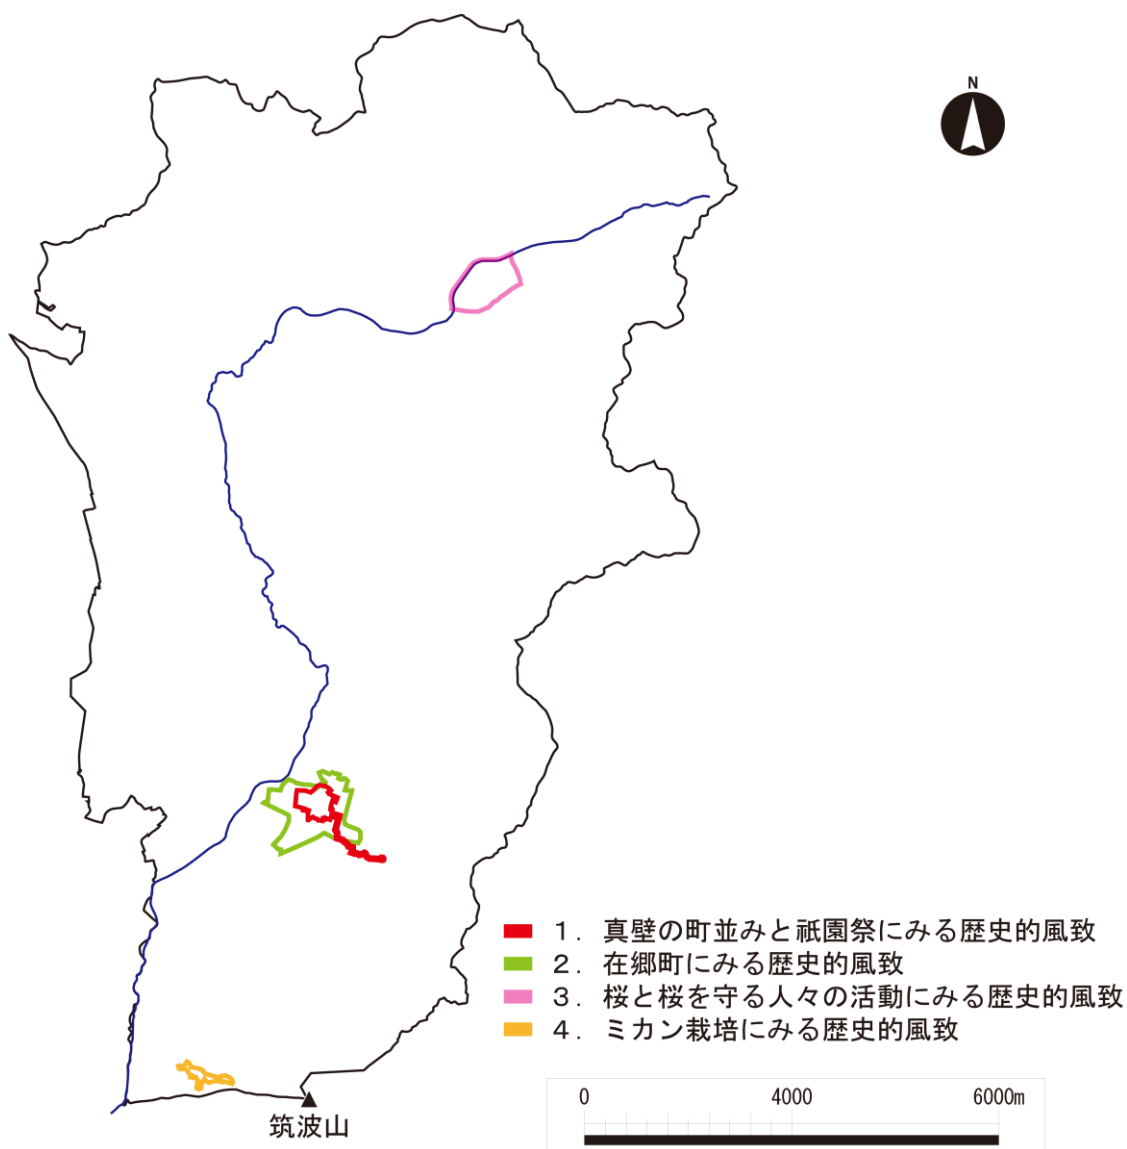 N
１．真壁の町並みと祇園祭にみる歴史的風致
２．在郷町にみる歴史的風致
３．桜と桜を守る人々の活動にみる歴史的風致
４．ミカン栽培にみる歴史的風致
0 4000 6000m
筑波山